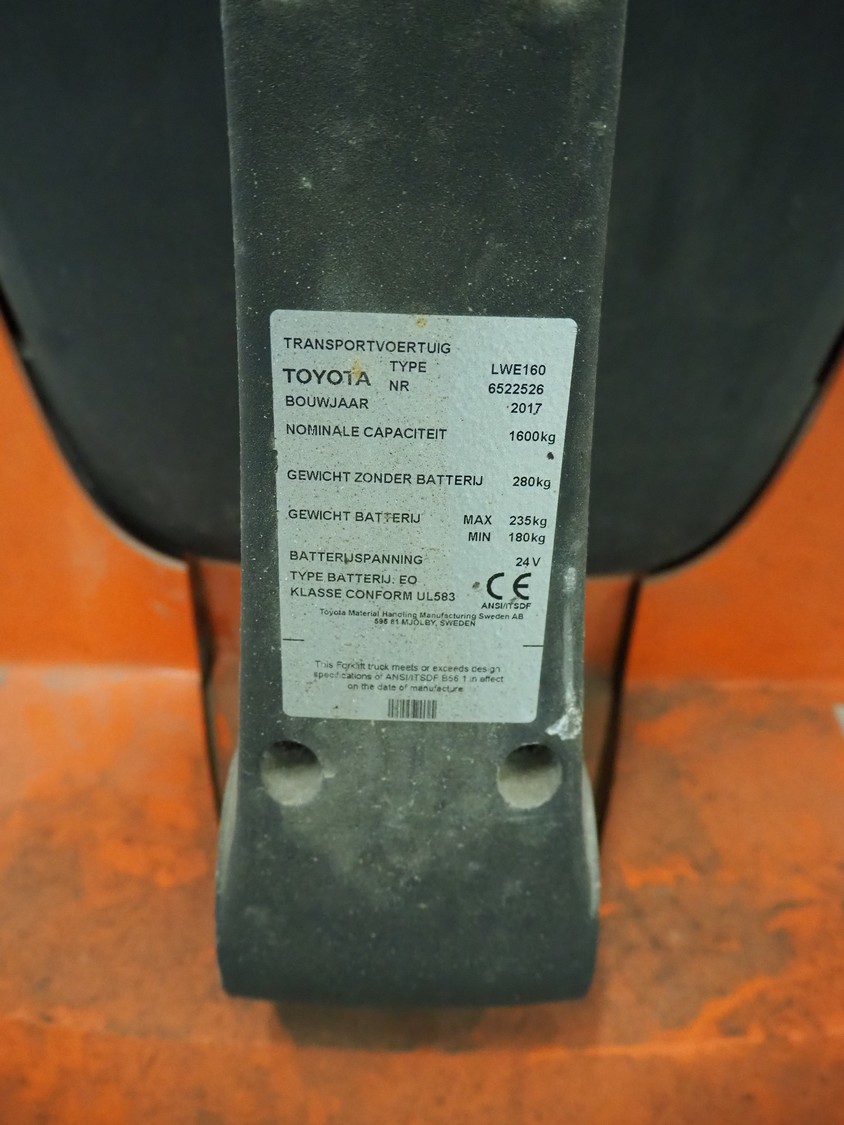 TRANSPORTVOERTUIG
TOYOTA TYPE LWE160
NR 6522526
BOUWJAAR 2017
NOMINALE CAPACITEIT 1600kg
GEWICHT ZONDER BATTERIJ 280kg
GEWICHT BATTERIJ MAX 235kg
MIN 180kg
BATTERIJSPANNING 24V
TYPE BATTERIJ. EO
KLASSE CONFORM UL583 CE
ANSI/ITSDF
Toyota Material Handling Manufacturing Sweden AB
595 81 MJÖLBY, SWEDEN
This Forklift truck meets or exceeds design
specifications of ANSI/ITSDF B56.1 in effect
on the date of manufacture